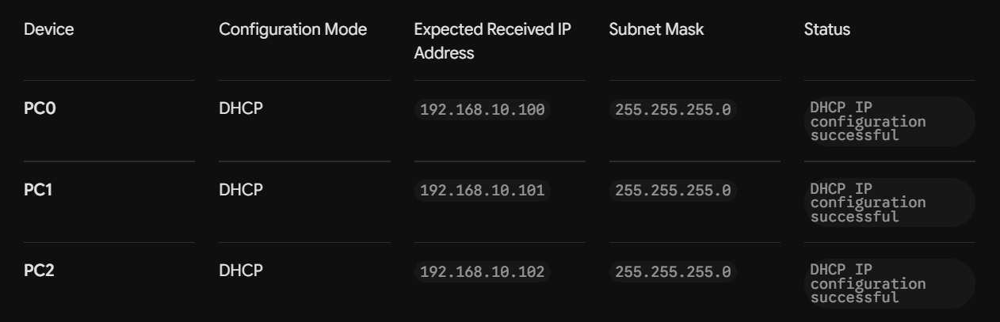 Device Configuration Mode Expected Received IP Address Subnet Mask Status
PC0 DHCP 192.168.10.100 255.255.255.0 DHCP IP configuration successful
PC1 DHCP 192.168.10.101 255.255.255.0 DHCP IP configuration successful
PC2 DHCP 192.168.10.102 255.255.255.0 DHCP IP configuration successful